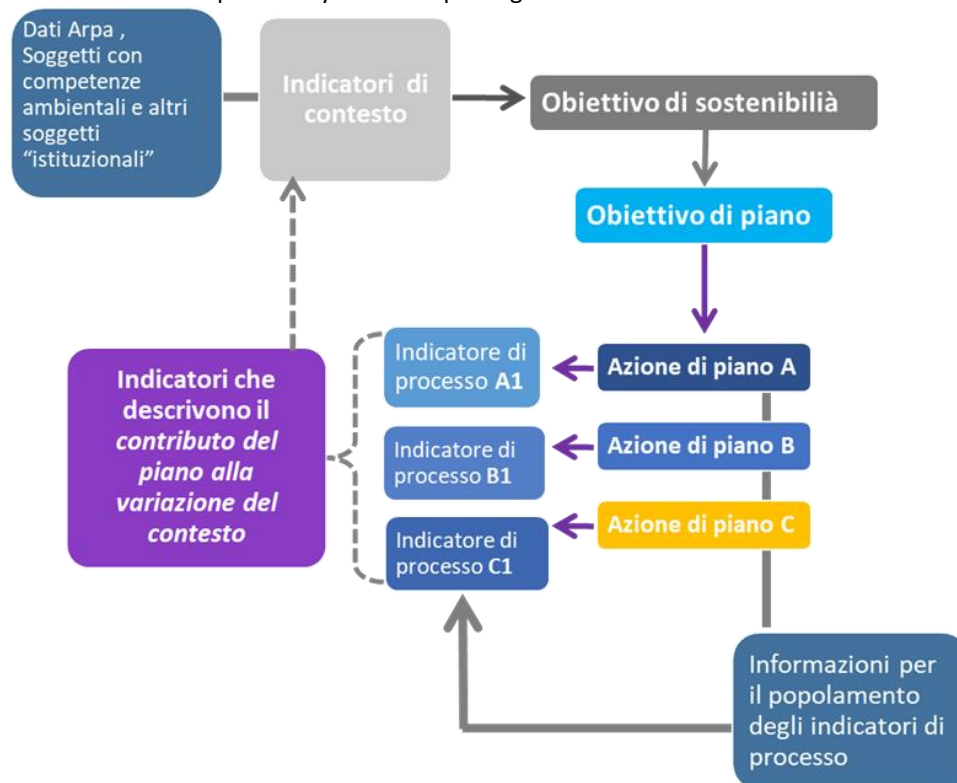 Dati Arpa ,
Soggetti con
competenze
ambientali e altri
soggetti
“istituzionali”
Indicatori di
contesto
Obiettivo di sostenibilià
Obiettivo di piano
Indicatori che
descrivono il
contributo del
piano alla
variazione del
contesto
Indicatore di
processo A1
Azione di piano A
Indicatore di
processo B1
Azione di piano B
Indicatore di
processo C1
Azione di piano C
Informazioni per
il popolamento
degli indicatori di
processo